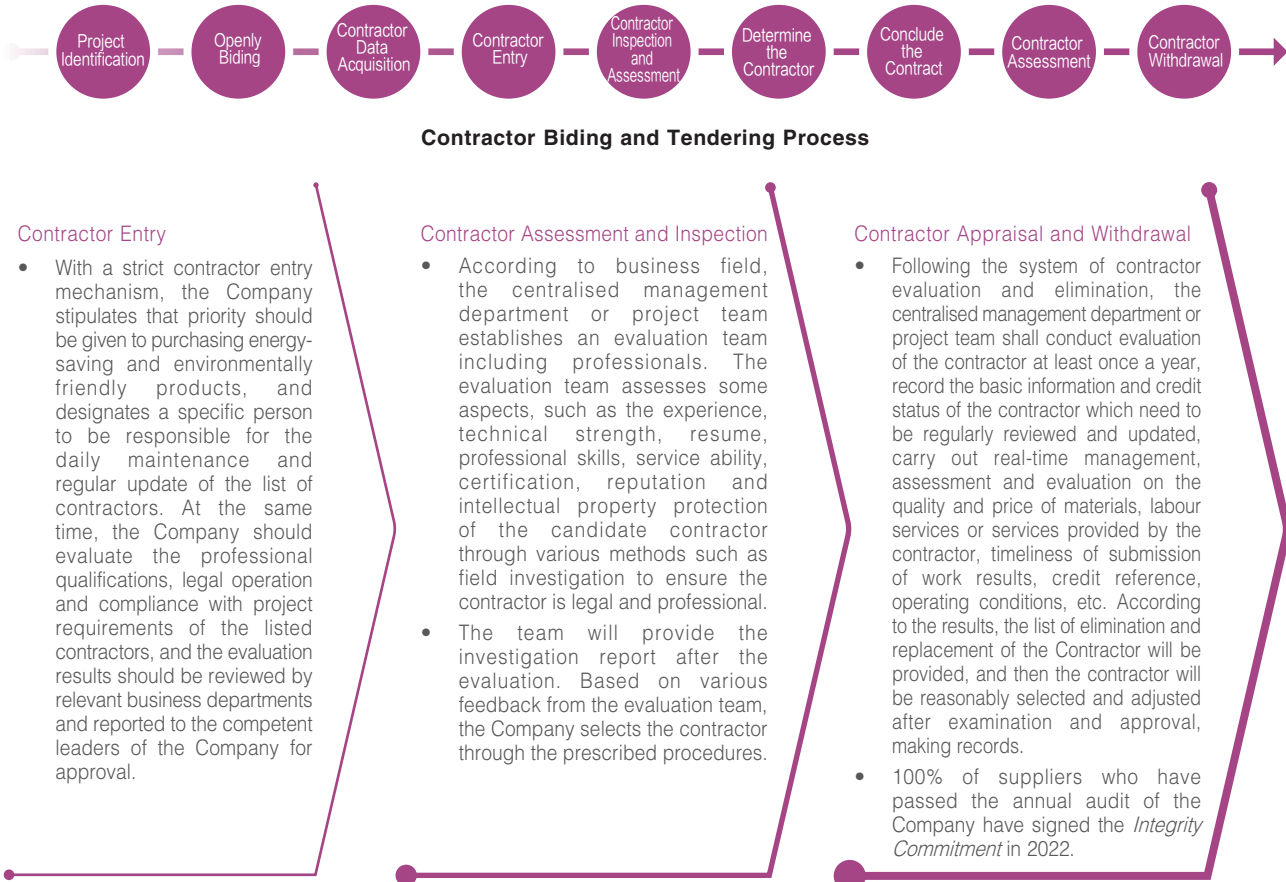 Project
Identification
Openly
Biding
Contractor
Data
Acquisition
Contractor
Entry
Contractor
Inspection
and
Assessment
Determine
the
Contractor
Conclude
the
Contract
Contractor
Assessment
Contractor
Withdrawal
Contractor Biding and Tendering Process
Contractor Entry
• With a strict contractor entry
mechanism, the Company
stipulates that priority should
be given to purchasing energy-
saving and environmentally
friendly products, and
designates a specific person
to be responsible for the
daily maintenance and
regular update of the list of
contractors. At the same
time, the Company should
evaluate the professional
qualifications, legal operation
and compliance with project
requirements of the listed
contractors, and the evaluation
results should be reviewed by
relevant business departments
and reported to the competent
leaders of the Company for
approval.
Contractor Assessment and Inspection
• According to business field,
the centralised management
department or project team
establishes an evaluation team
including professionals. The
evaluation team assesses some
aspects, such as the experience,
technical strength, resume,
professional skills, service ability,
certification, reputation and
intellectual property protection
of the candidate contractor
through various methods such as
field investigation to ensure the
contractor is legal and professional.
• The team will provide the
investigation report after the
evaluation. Based on various
feedback from the evaluation team,
the Company selects the contractor
through the prescribed procedures.
Contractor Appraisal and Withdrawal
• Following the system of contractor
evaluation and elimination, the
centralised management department or
project team shall conduct evaluation
of the contractor at least once a year,
record the basic information and credit
status of the contractor which need to
be regularly reviewed and updated,
carry out real-time management,
assessment and evaluation on the
quality and price of materials, labour
services or services provided by the
contractor, timeliness of submission
of work results, credit reference,
operating conditions, etc. According
to the results, the list of elimination and
replacement of the Contractor will be
provided, and then the contractor will
be reasonably selected and adjusted
after examination and approval,
making records.
• 100% of suppliers who have
passed the annual audit of the
Company have signed the Integrity
Commitment in 2022.